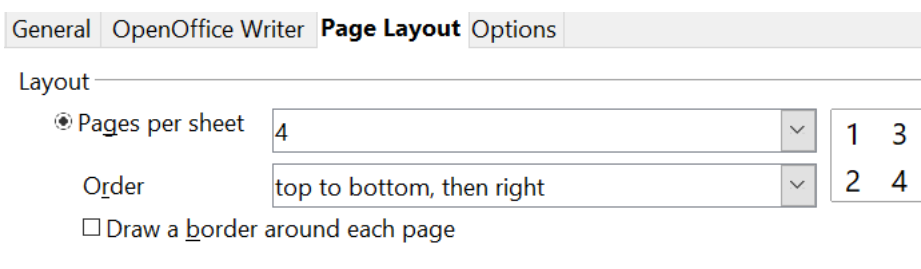 General OpenOffice Writer Page Layout Options
Layout
Pages per sheet 4
1 3
Order top to bottom, then right
2 4
Draw a border around each page